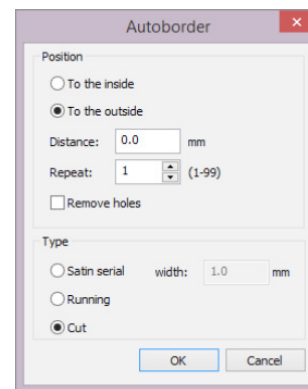 Autoborder
Position
To the inside
To the outside
Distance: 0.0 mm
Repeat: 1 (1-99)
Remove holes
Type
Satin serial width: 1.0 mm
Running
Cut
OK Cancel